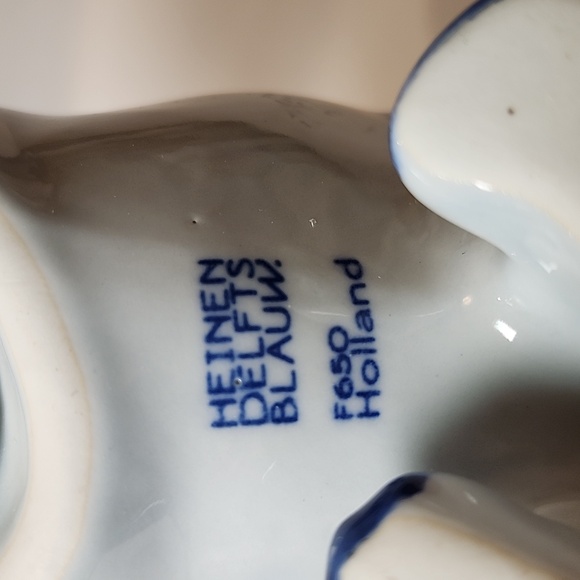 HEINEN
DELFTS
BLAUW.
F650
Holland